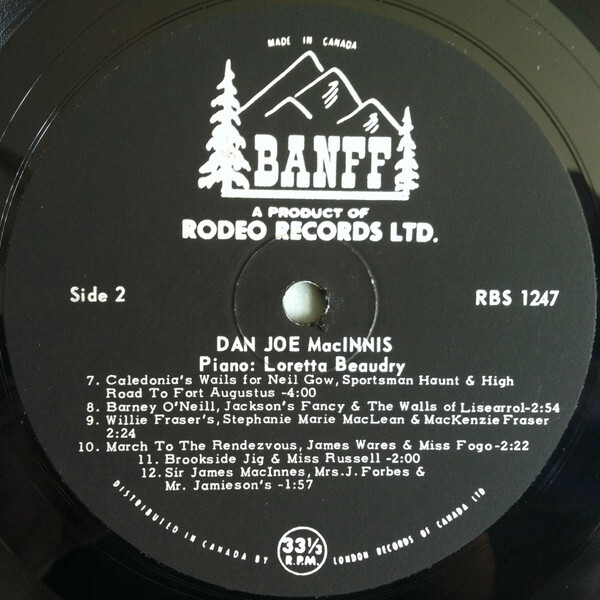 MADE IN CANADA
BANFF
A PRODUCT OF
RODEO RECORDS LTD.
Side 2
RBS 1247
DAN JOE MacINNIS
Piano: Loretta Beaudry
7. Caledonia's Wails for Neil Gow, Sportsman Haunt & High
Road To Fort Augustus -4:00
8. Barney O'Neill, Jackson's Fancy & The Walls of Lisearrol-2:54
9. Willie Fraser's, Stephanie Marie MacLean & MacKenzie Fraser
2:24
10. March To The Rendezvous, James Wares & Miss Fogo-2:22
11. Brookside Jig & Miss Russell -2:00
12. Sir James MacInnes, Mrs. J. Forbes &
Mr. Jamieson's -1:57
DISTRIBUTED IN CANADA BY LONDON RECORDS OF CANADA LTD
33⅓
R.P.M.